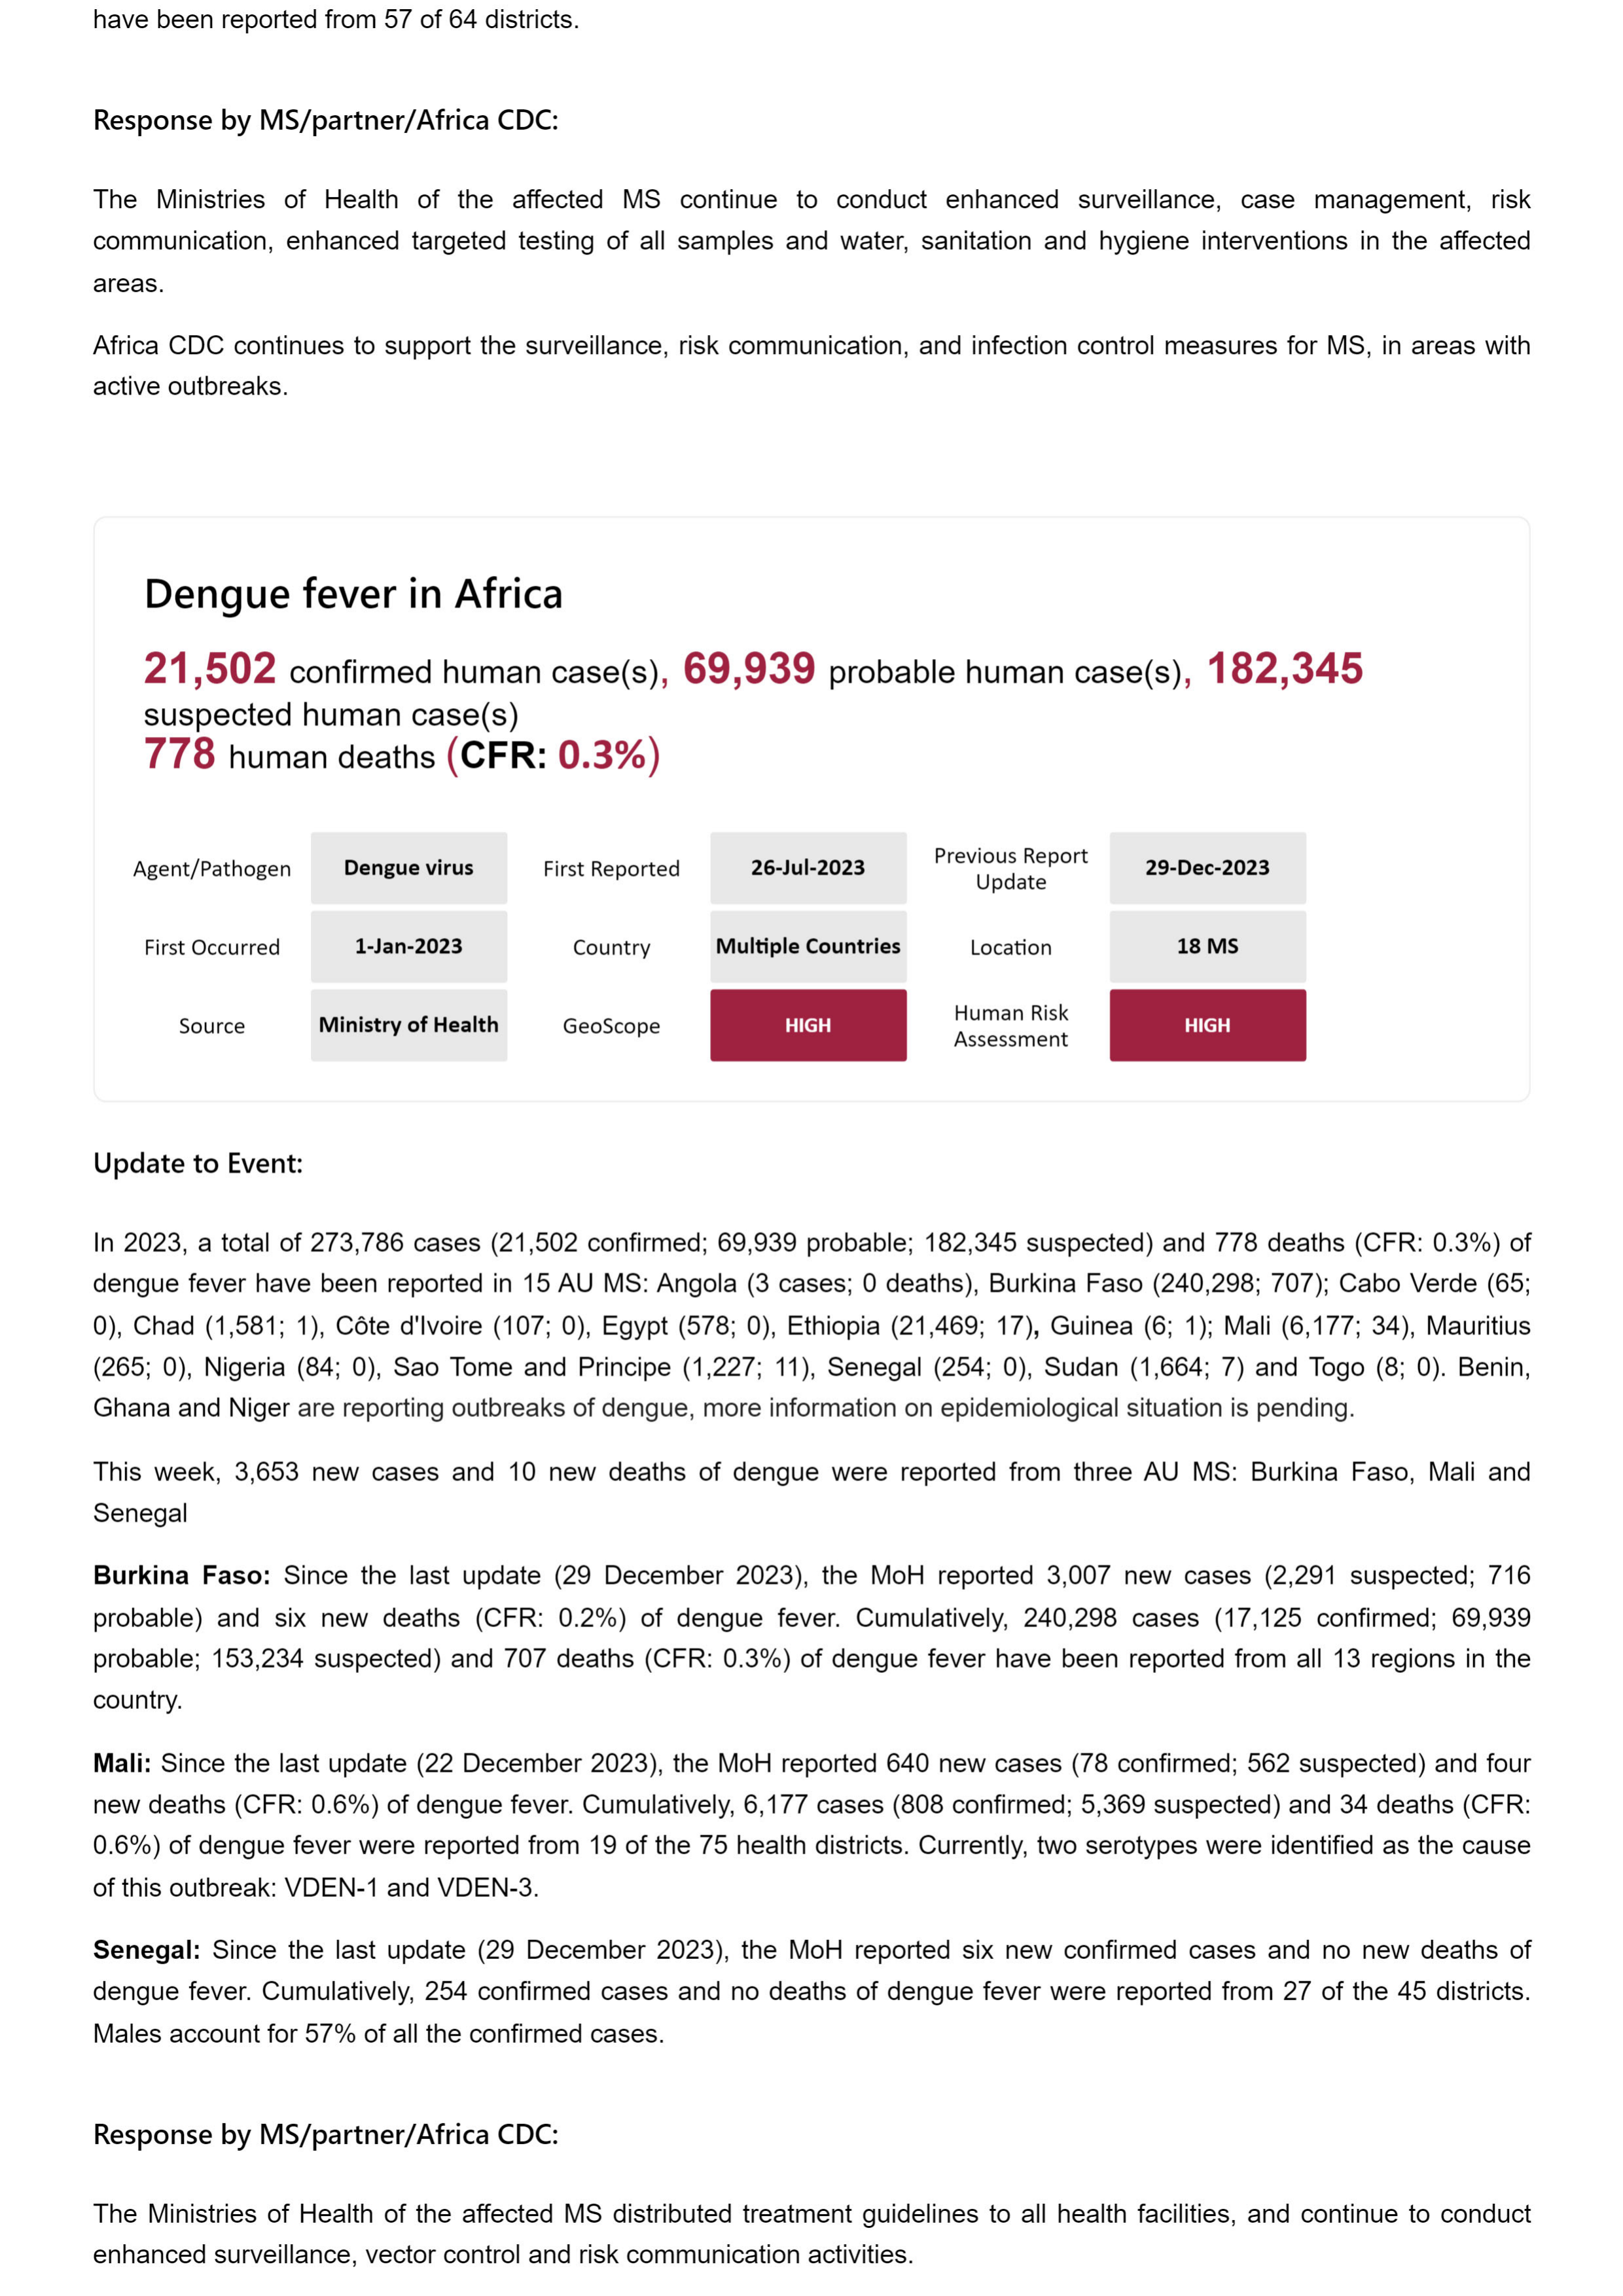 have been reported from 57 of 64 districts.
Response by MS/partner/Africa CDC:
The Ministries of Health of the affected MS continue to conduct enhanced surveillance, case management, risk
communication, enhanced targeted testing of all samples and water, sanitation and hygiene interventions in the affected
areas.
Africa CDC continues to support the surveillance, risk communication, and infection control measures for MS, in areas with
active outbreaks.
Dengue fever in Africa
21,502 confirmed human case(s), 69,939 probable human case(s), 182,345
suspected human case(s)
778 human deaths (CFR: 0.3%)
Agent/Pathogen Dengue virus First Reported 26-Jul-2023 Previous Report Update 29-Dec-2023
First Occurred 1-Jan-2023 Country Multiple Countries Location 18 MS
Source Ministry of Health GeoScope HIGH Human Risk Assessment HIGH
Update to Event:
In 2023, a total of 273,786 cases (21,502 confirmed; 69,939 probable; 182,345 suspected) and 778 deaths (CFR: 0.3%) of
dengue fever have been reported in 15 AU MS: Angola (3 cases; 0 deaths), Burkina Faso (240,298; 707); Cabo Verde (65;
0), Chad (1,581; 1), Côte d'Ivoire (107; 0), Egypt (578; 0), Ethiopia (21,469; 17), Guinea (6; 1); Mali (6,177; 34), Mauritius
(265; 0), Nigeria (84; 0), Sao Tome and Principe (1,227; 11), Senegal (254; 0), Sudan (1,664; 7) and Togo (8; 0). Benin,
Ghana and Niger are reporting outbreaks of dengue, more information on epidemiological situation is pending.
This week, 3,653 new cases and 10 new deaths of dengue were reported from three AU MS: Burkina Faso, Mali and
Senegal
Burkina Faso: Since the last update (29 December 2023), the MoH reported 3,007 new cases (2,291 suspected; 716
probable) and six new deaths (CFR: 0.2%) of dengue fever. Cumulatively, 240,298 cases (17,125 confirmed; 69,939
probable; 153,234 suspected) and 707 deaths (CFR: 0.3%) of dengue fever have been reported from all 13 regions in the
country.
Mali: Since the last update (22 December 2023), the MoH reported 640 new cases (78 confirmed; 562 suspected) and four
new deaths (CFR: 0.6%) of dengue fever. Cumulatively, 6,177 cases (808 confirmed; 5,369 suspected) and 34 deaths (CFR:
0.6%) of dengue fever were reported from 19 of the 75 health districts. Currently, two serotypes were identified as the cause
of this outbreak: VDEN-1 and VDEN-3.
Senegal: Since the last update (29 December 2023), the MoH reported six new confirmed cases and no new deaths of
dengue fever. Cumulatively, 254 confirmed cases and no deaths of dengue fever were reported from 27 of the 45 districts.
Males account for 57% of all the confirmed cases.
Response by MS/partner/Africa CDC:
The Ministries of Health of the affected MS distributed treatment guidelines to all health facilities, and continue to conduct
enhanced surveillance, vector control and risk communication activities.